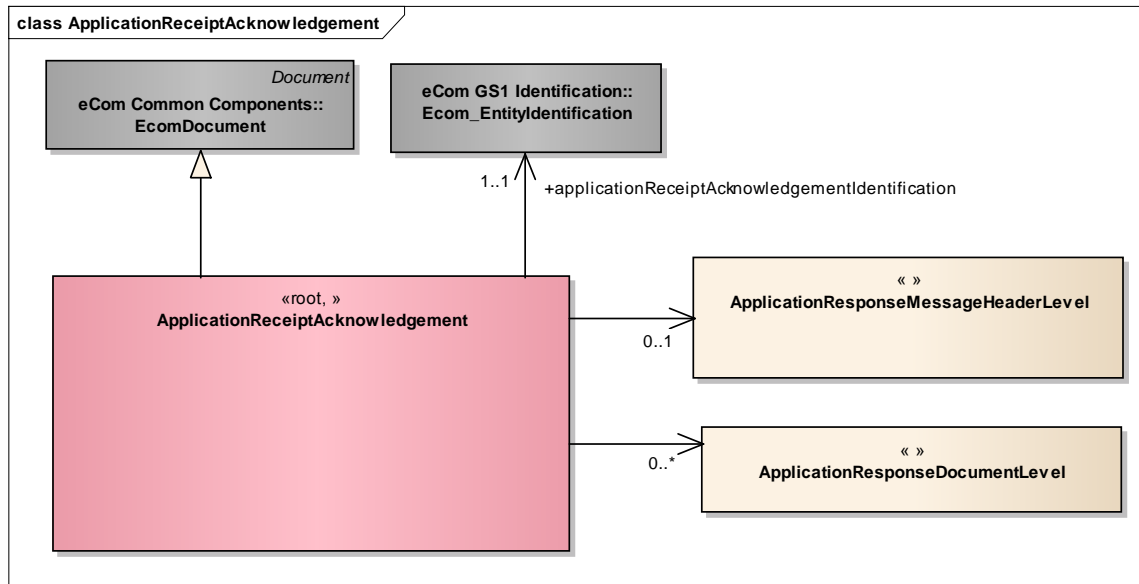 class ApplicationReceiptAcknowledgement
Document
eCom Common Components::
EcomDocument
eCom GS1 Identification::
Ecom_EntityIdentification
1..1
+applicationReceiptAcknowledgementIdentification
«root, »
ApplicationReceiptAcknowledgement
« »
ApplicationResponseMessageHeaderLevel
0..1
« »
ApplicationResponseDocumentLevel
0..*